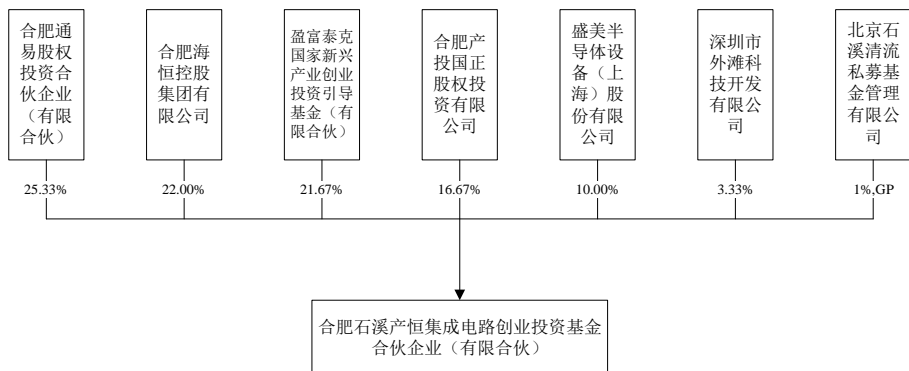 合肥通
易股权
投资合
伙企业
（有限
合伙）
合肥海
恒控股
集团有
限公司
盈富泰克
国家新兴
产业创业
投资引导
基金（有
限合伙）
合肥产
投国正
股权投
资有限
公司
盛美半
导体设
备（上
海）股
份有限
公司
深圳市
外滩科
技开发
有限公
司
北京石
溪清流
私募基
金管理
有限公
司
25.33%
22.00%
21.67%
16.67%
10.00%
3.33%
1%,GP
合肥石溪产恒集成电路创业投资基金
合伙企业（有限合伙）